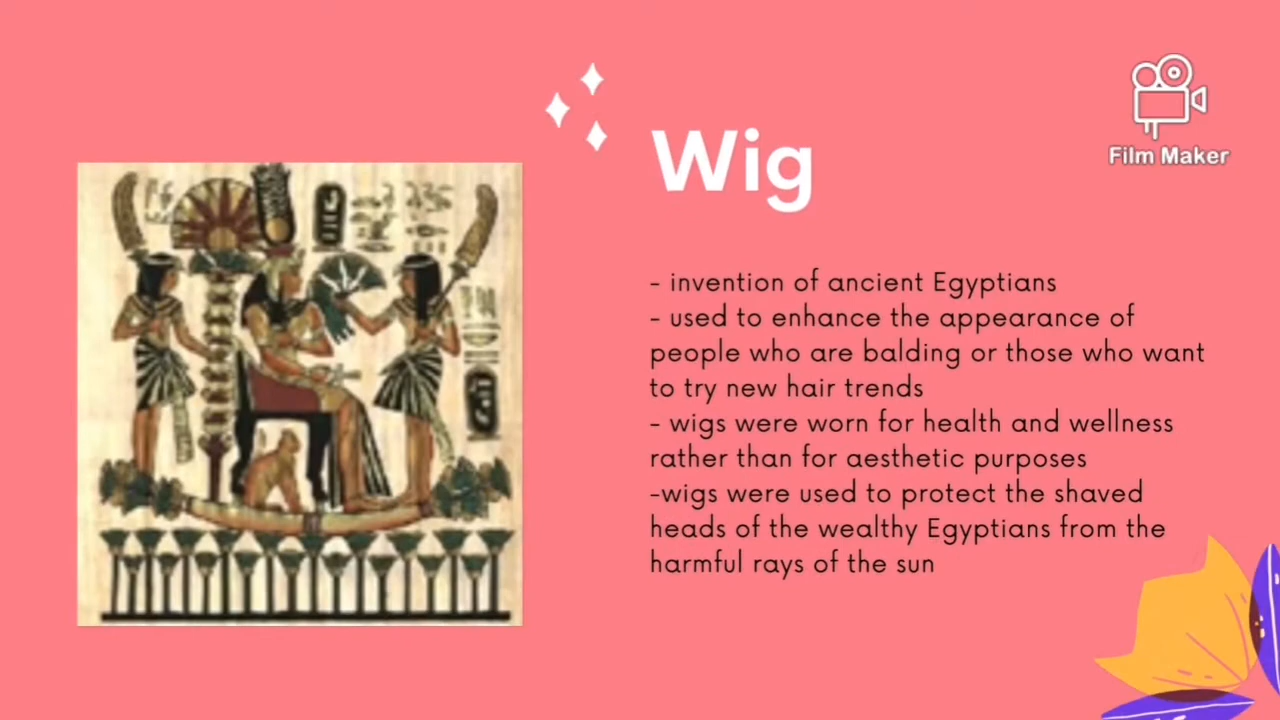 Wig
Film Maker
- invention of ancient Egyptians
- used to enhance the appearance of
people who are balding or those who want
to try new hair trends
- wigs were worn for health and wellness
rather than for aesthetic purposes
-wigs were used to protect the shaved
heads of the wealthy Egyptians from the
harmful rays of the sun